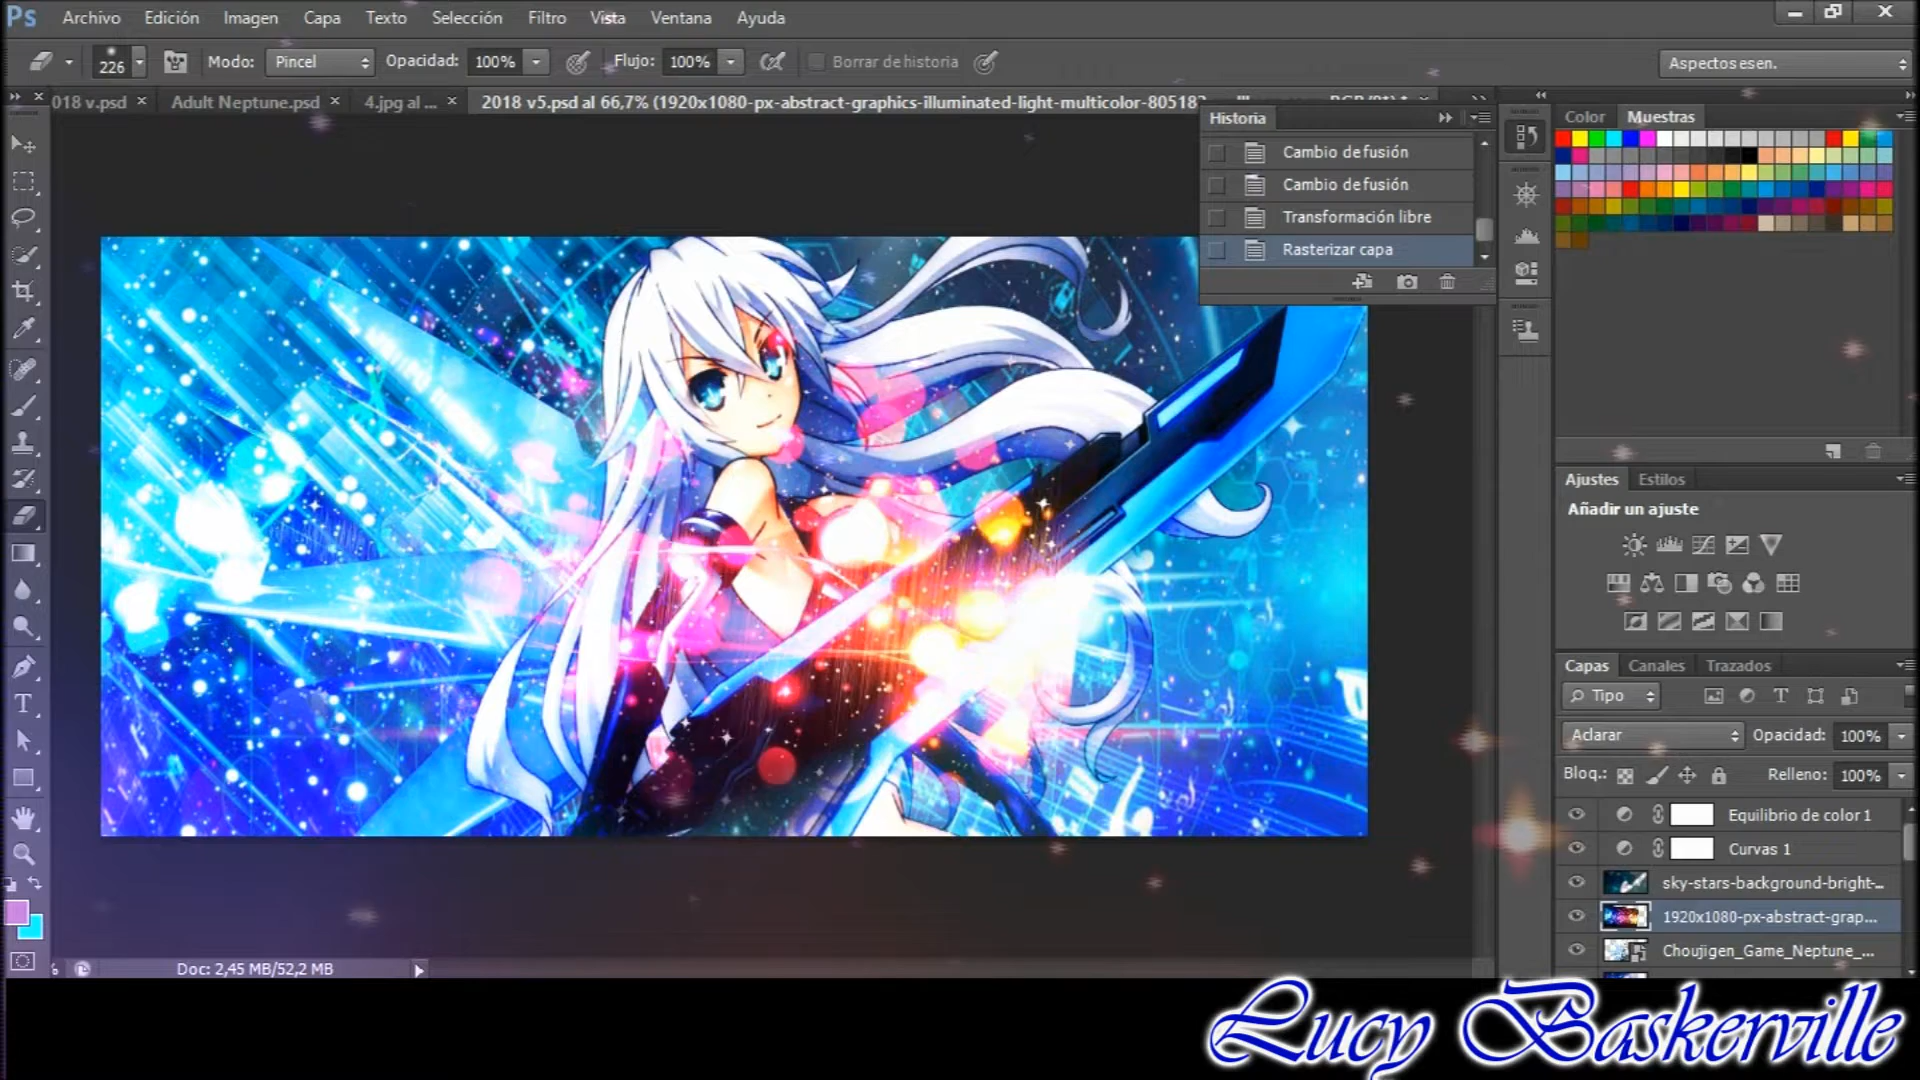 Ps Archivo Edición Imagen Capa Texto Selección Filtro Vista Ventana Ayuda
226 Modo: Pincel Opacidad: 100% Flujo: 100% Borrar de historia Aspectos esen.
018 v.psd × Adult Neptune.psd × 4.jpg al ... × 2018 v5.psd al 66,7% (1920x1080-px-abstract-graphics-illuminated-light-multicolor-805182
Historia
Cambio de fusión
Cambio de fusión
Transformación libre
Rasterizar capa
Color Muestras
Ajustes Estilos
Añadir un ajuste
Capas Canales Trazados
Tipo
Aclarar Opacidad: 100%
Bloq.: Relleno: 100%
Equilibrio de color 1
Curvas 1
sky-stars-background-bright-...
1920x1080-px-abstract-grap...
Choujigen_Game_Neptune_...
Doc: 2,45 MB/52,2 MB
Lucy Baskerville